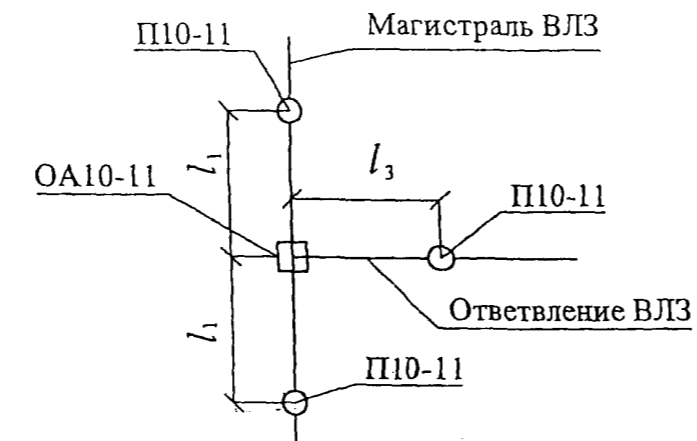 П10-11
Магистраль ВЛЗ
l₁
l₃
ОА10-11
П10-11
Ответвление ВЛЗ
l₁
П10-11